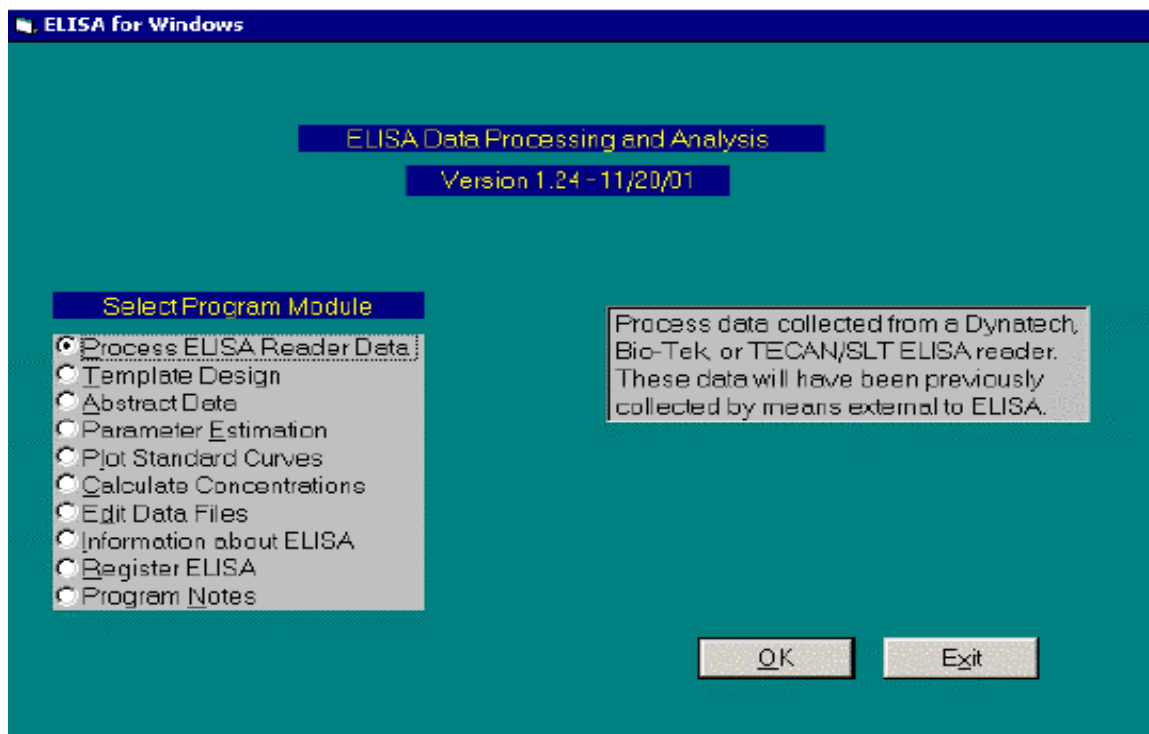 ELISA for Windows
ELISA Data Processing and Analysis
Version 1.24 - 11/20/01
Select Program Module
Process ELISA Reader Data
Template Design
Abstract Data
Parameter Estimation
Plot Standard Curves
Calculate Concentrations
Edit Data Files
Information about ELISA
Register ELISA
Program Notes
Process data collected from a Dynatech,
Bio-Tek, or TECAN/SLT ELISA reader.
These data will have been previously
collected by means external to ELISA.
OK
Exit